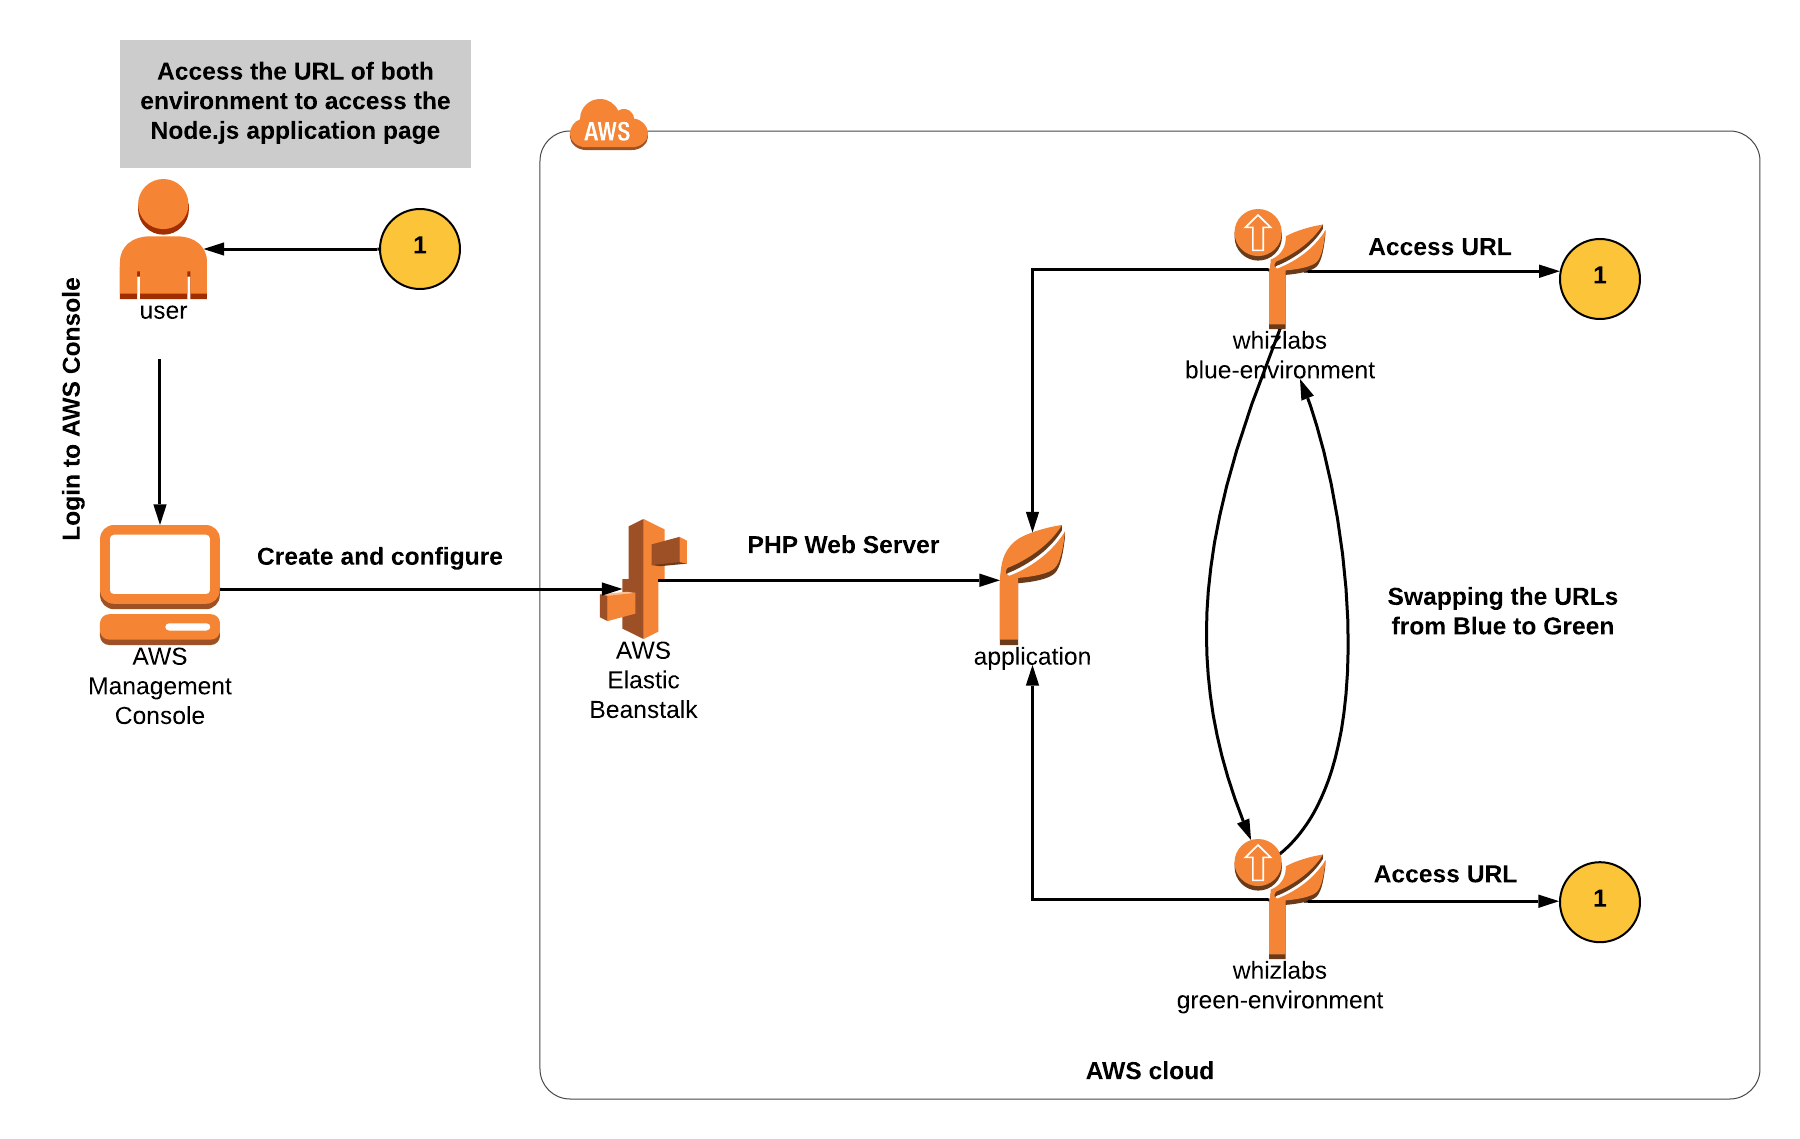 Access the URL of both
environment to access the
Node.js application page
AWS
1
user
Login to AWS Console
AWS
Management
Console
Create and configure
AWS
Elastic
Beanstalk
PHP Web Server
application
whizlabs
blue-environment
Access URL
1
Swapping the URLs
from Blue to Green
Access URL
1
whizlabs
green-environment
AWS cloud